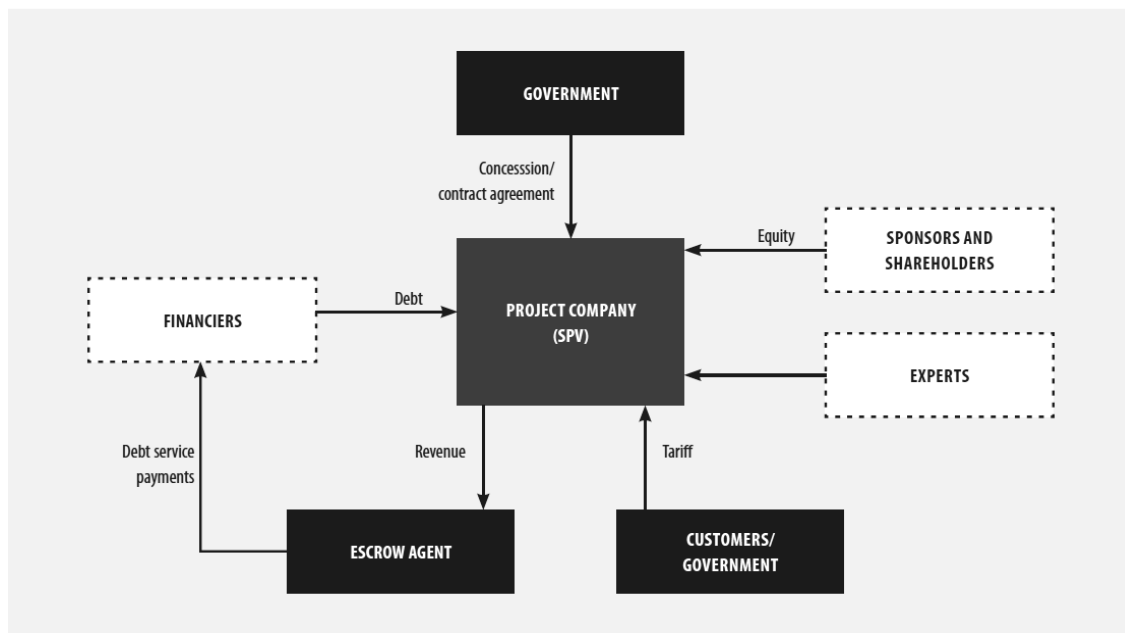 GOVERNMENT
Concesssion/
contract agreement
Equity
SPONSORS AND
SHAREHOLDERS
Debt
FINANCIERS
PROJECT COMPANY
(SPV)
EXPERTS
Debt service
payments
Revenue
Tariff
ESCROW AGENT
CUSTOMERS/
GOVERNMENT